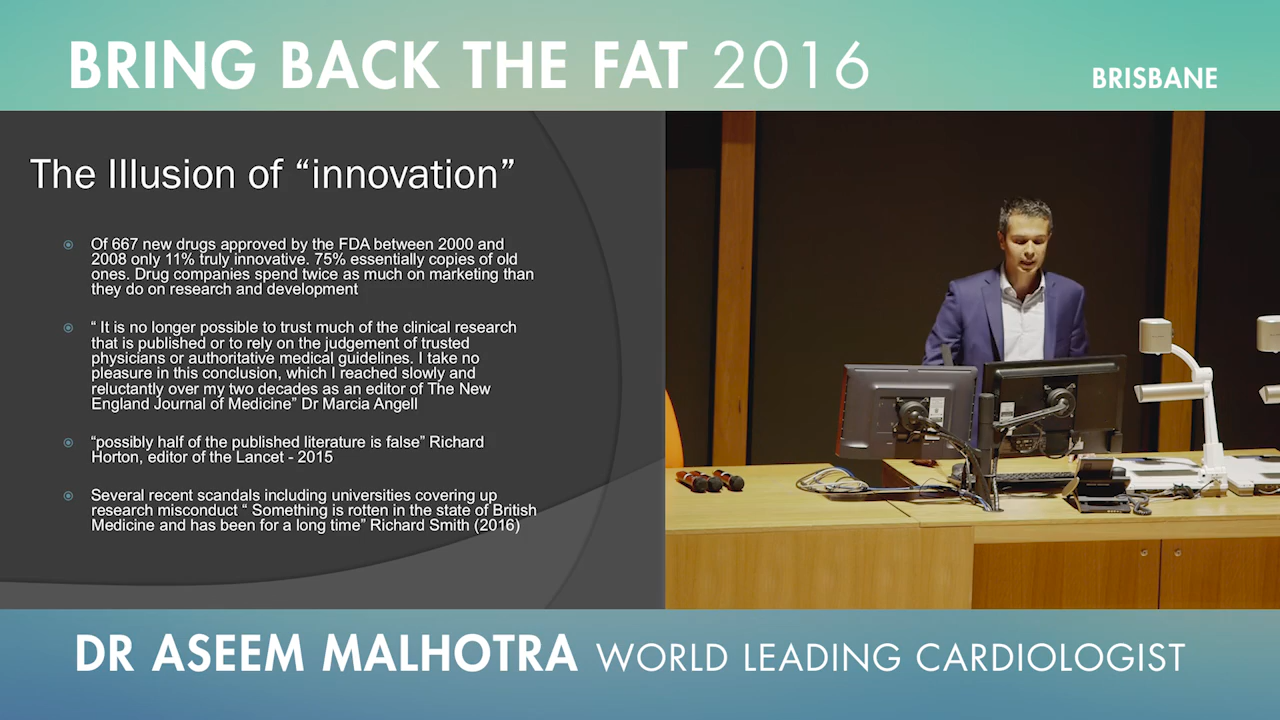 BRING BACK THE FAT 2016
BRISBANE
The Illusion of “innovation”
Of 667 new drugs approved by the FDA between 2000 and
2008 only 11% truly innovative. 75% essentially copies of old
ones. Drug companies spend twice as much on marketing than
they do on research and development
“ It is no longer possible to trust much of the clinical research
that is published or to rely on the judgement of trusted
physicians or authoritative medical guidelines. I take no
pleasure in this conclusion, which I reached slowly and
reluctantly over my two decades as an editor of The New
England Journal of Medicine” Dr Marcia Angell
“possibly half of the published literature is false” Richard
Horton, editor of the Lancet - 2015
Several recent scandals including universities covering up
research misconduct “ Something is rotten in the state of British
Medicine and has been for a long time” Richard Smith (2016)
DR ASEEM MALHOTRA WORLD LEADING CARDIOLOGIST